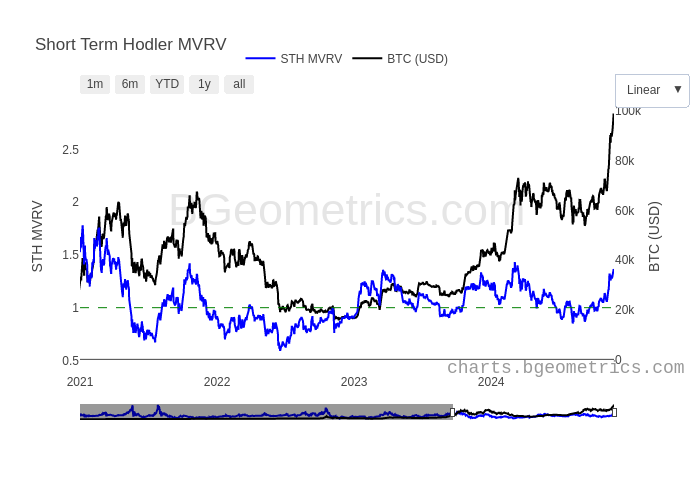 Short Term Hodler MVRV
STH MVRV
BTC (USD)
1m
6m
YTD
1y
all
Linear ▼
BGeometrics.com
STH MVRV
2.5
2
1.5
1
0.5
100k
80k
60k
40k
20k
0
BTC (USD)
charts.bgeometrics.com
2021
2022
2023
2024